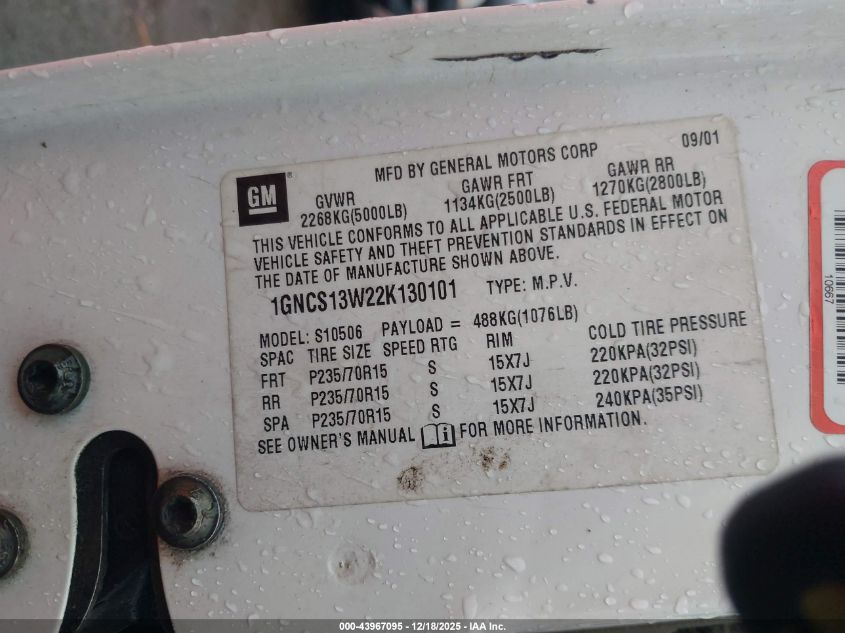 09/01
MFD BY GENERAL MOTORS CORP
GM
GVWR GAWR FRT GAWR RR
2268KG(5000LB) 1134KG(2500LB) 1270KG(2800LB)
THIS VEHICLE CONFORMS TO ALL APPLICABLE U.S. FEDERAL MOTOR
VEHICLE SAFETY AND THEFT PREVENTION STANDARDS IN EFFECT ON
THE DATE OF MANUFACTURE SHOWN ABOVE.
1GNCS13W22K130101 TYPE: M.P.V.
MODEL: S10506 PAYLOAD = 488KG(1076LB)
SPAC TIRE SIZE SPEED RTG RIM COLD TIRE PRESSURE
FRT P235/70R15 S 15X7J 220KPA(32PSI)
RR P235/70R15 S 15X7J 220KPA(32PSI)
SPA P235/70R15 S 15X7J 240KPA(35PSI)
SEE OWNER'S MANUAL FOR MORE INFORMATION.
10667
000-43967095 - 12/18/2025 - IAA Inc.